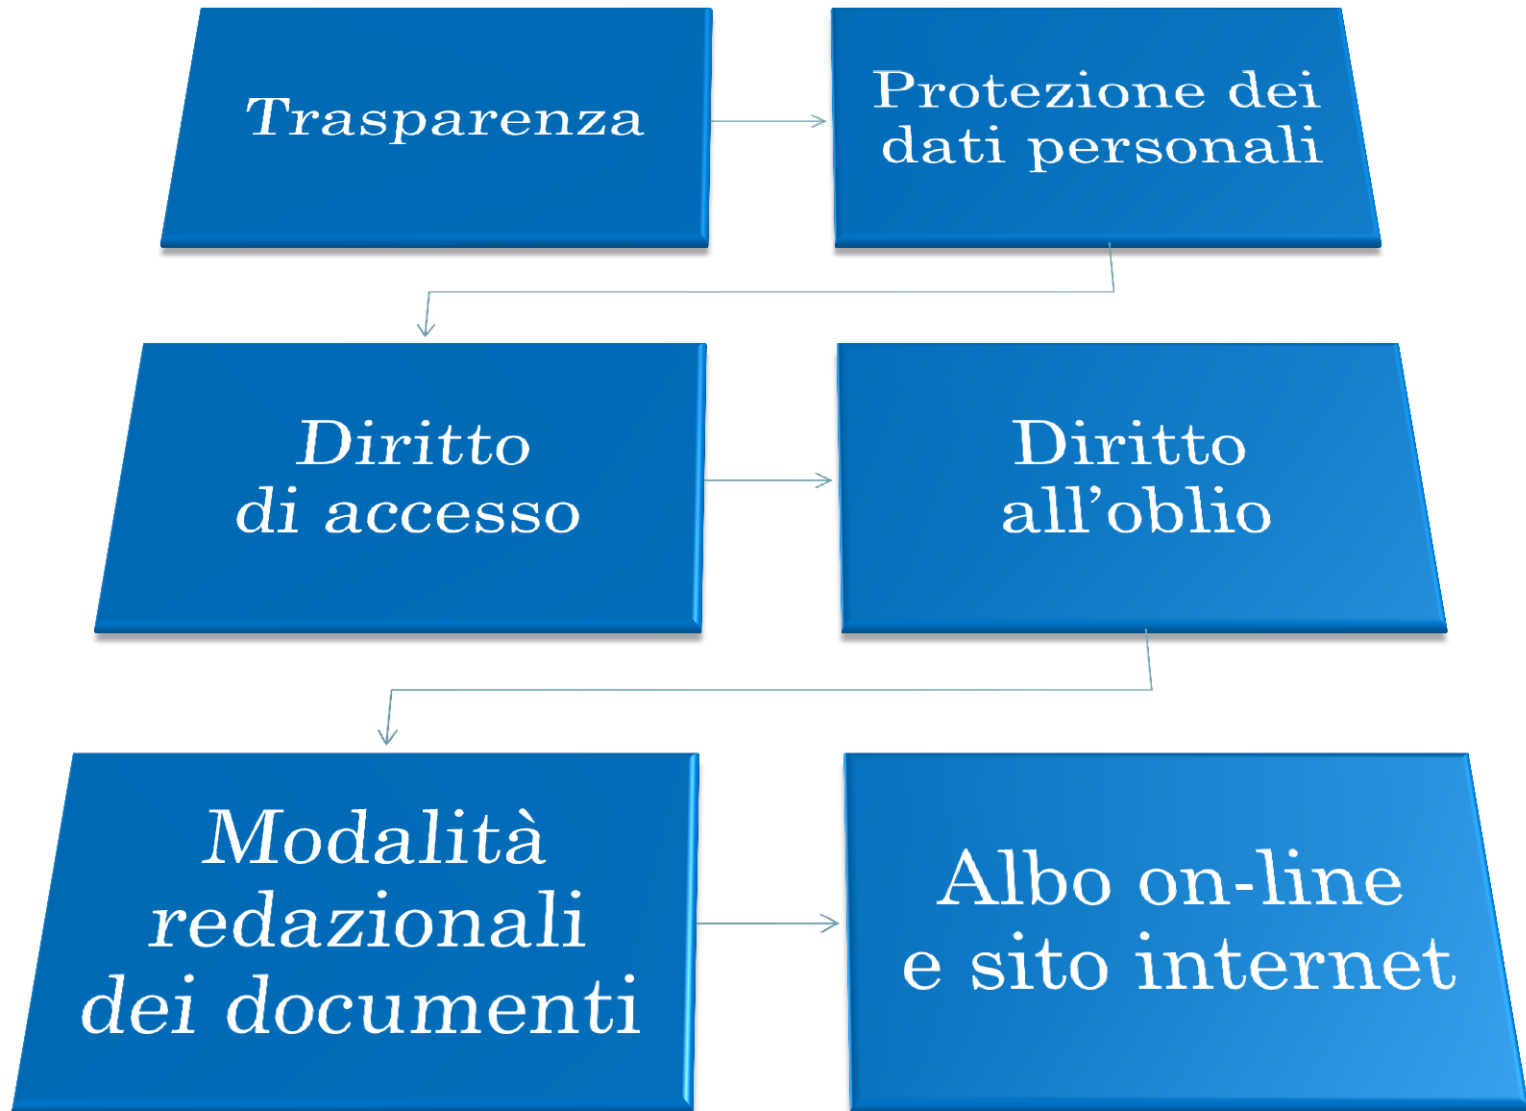 Trasparenza
Protezione dei
dati personali
Diritto
di accesso
Diritto
all’oblio
Modalità
redazionali
dei documenti
Albo on-line
e sito internet